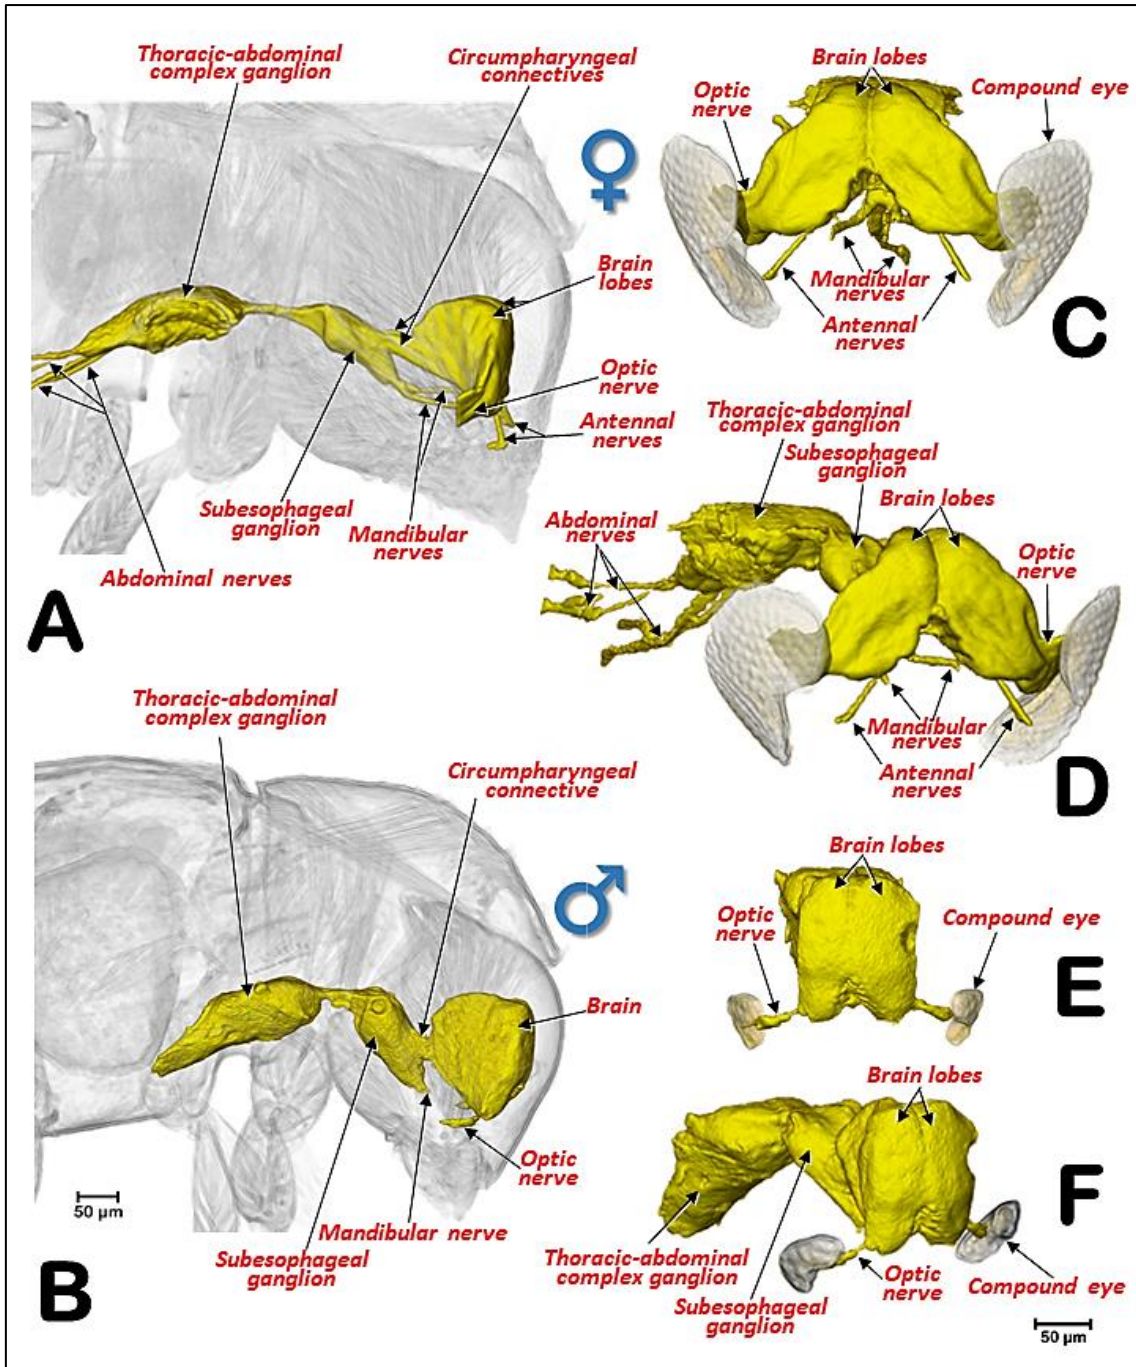 Thoracic-abdominal
complex ganglion
Circumpharyngeal
connectives
Brain
lobes
Optic
nerve
Antennal
nerves
Subesophageal
ganglion
Mandibular
nerves
Abdominal nerves
A
Brain lobes
Optic
nerve
Compound eye
Mandibular
nerves
Antennal
nerves
C
Thoracic-abdominal
complex ganglion
Subesophageal
ganglion
Brain lobes
Abdominal
nerves
Optic
nerve
Mandibular
nerves
Antennal
nerves
D
Thoracic-abdominal
complex ganglion
Circumpharyngeal
connective
Brain
Optic
nerve
Mandibular nerve
Subesophageal
ganglion
50 µm
B
Brain lobes
Optic
nerve
Compound eye
E
Brain lobes
Thoracic-abdominal
complex ganglion
Subesophageal
ganglion
Optic
nerve
Compound eye
F
50 µm